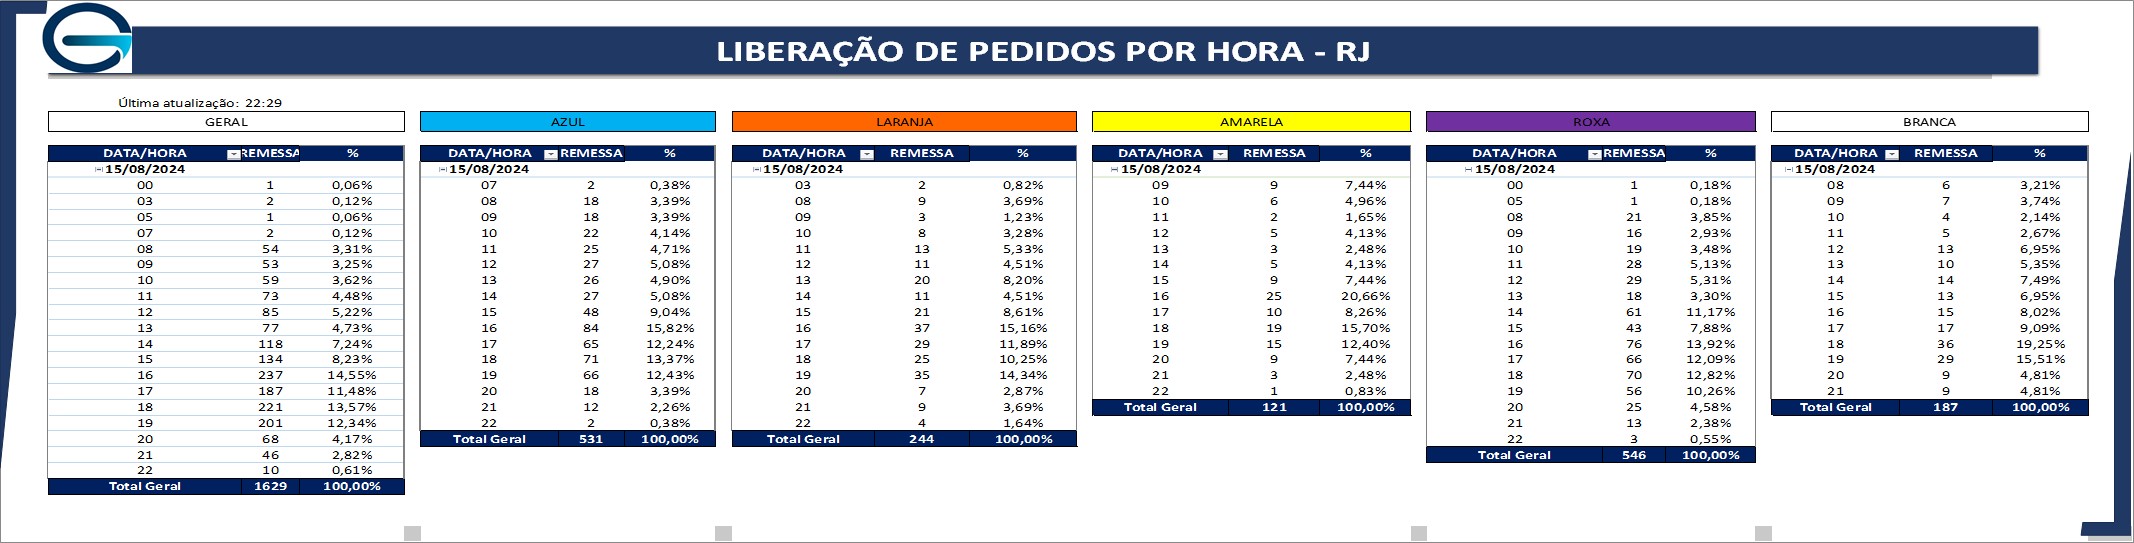 LIBERAÇÃO DE PEDIDOS POR HORA - RJ
Última atualização: 22:29
GERAL
DATA/HORA REMESSA %
15/08/2024
00 1 0,06%
03 2 0,12%
05 1 0,06%
07 2 0,12%
08 54 3,31%
09 53 3,25%
10 59 3,62%
11 73 4,48%
12 85 5,22%
13 77 4,73%
14 118 7,24%
15 134 8,23%
16 237 14,55%
17 187 11,48%
18 221 13,57%
19 201 12,34%
20 68 4,17%
21 46 2,82%
22 10 0,61%
Total Geral 1629 100,00%
AZUL
DATA/HORA REMESSA %
15/08/2024
07 2 0,38%
08 18 3,39%
09 18 3,39%
10 22 4,14%
11 25 4,71%
12 27 5,08%
13 26 4,90%
14 27 5,08%
15 48 9,04%
16 84 15,82%
17 65 12,24%
18 71 13,37%
19 66 12,43%
20 18 3,39%
21 12 2,26%
22 2 0,38%
Total Geral 531 100,00%
LARANJA
DATA/HORA REMESSA %
15/08/2024
03 2 0,82%
08 9 3,69%
09 3 1,23%
10 8 3,28%
11 13 5,33%
12 11 4,51%
13 20 8,20%
14 11 4,51%
15 21 8,61%
16 37 15,16%
17 29 11,89%
18 25 10,25%
19 35 14,34%
20 7 2,87%
21 9 3,69%
22 4 1,64%
Total Geral 244 100,00%
AMARELA
DATA/HORA REMESSA %
15/08/2024
09 9 7,44%
10 6 4,96%
11 2 1,65%
12 5 4,13%
13 3 2,48%
14 5 4,13%
15 9 7,44%
16 25 20,66%
17 10 8,26%
18 19 15,70%
19 15 12,40%
20 9 7,44%
21 3 2,48%
22 1 0,83%
Total Geral 121 100,00%
ROXA
DATA/HORA REMESSA %
15/08/2024
00 1 0,18%
05 1 0,18%
08 21 3,85%
09 16 2,93%
10 19 3,48%
11 28 5,13%
12 29 5,31%
13 18 3,30%
14 61 11,17%
15 43 7,88%
16 76 13,92%
17 66 12,09%
18 70 12,82%
19 56 10,26%
20 25 4,58%
21 13 2,38%
22 3 0,55%
Total Geral 546 100,00%
BRANCA
DATA/HORA REMESSA %
15/08/2024
08 6 3,21%
09 7 3,74%
10 4 2,14%
11 5 2,67%
12 13 6,95%
13 10 5,35%
14 14 7,49%
15 13 6,95%
16 15 8,02%
17 17 9,09%
18 36 19,25%
19 29 15,51%
20 9 4,81%
21 9 4,81%
Total Geral 187 100,00%